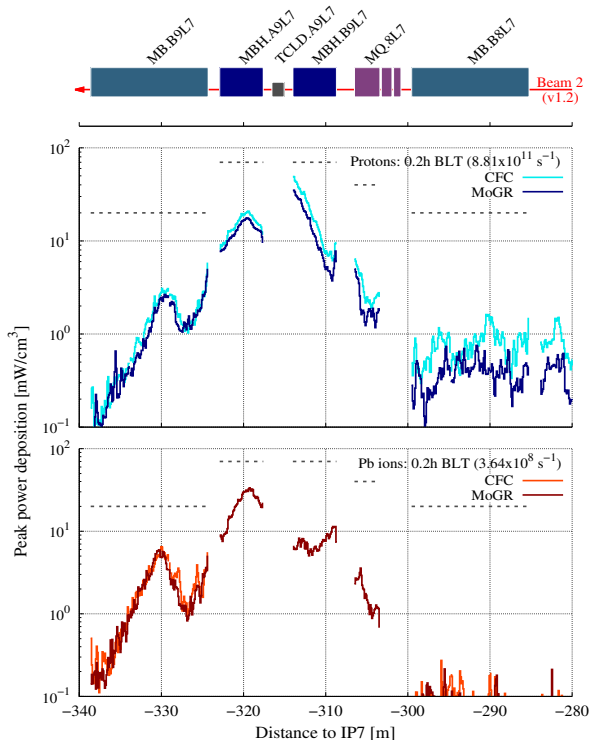 MB.B9L7
MBH.A9L7
TCLD.A9L7
MBH.B9L7
MQ.8L7
MB.B8L7
Beam 2
(v1.2)
Peak power deposition [mW/cm³]
10²
10¹
10⁰
10⁻¹
Protons: 0.2h BLT (8.81x10¹¹ s⁻¹)
CFC
MoGR
10²
10¹
10⁰
10⁻¹
Pb ions: 0.2h BLT (3.64x10⁸ s⁻¹)
CFC
MoGR
−340 −330 −320 −310 −300 −290 −280
Distance to IP7 [m]